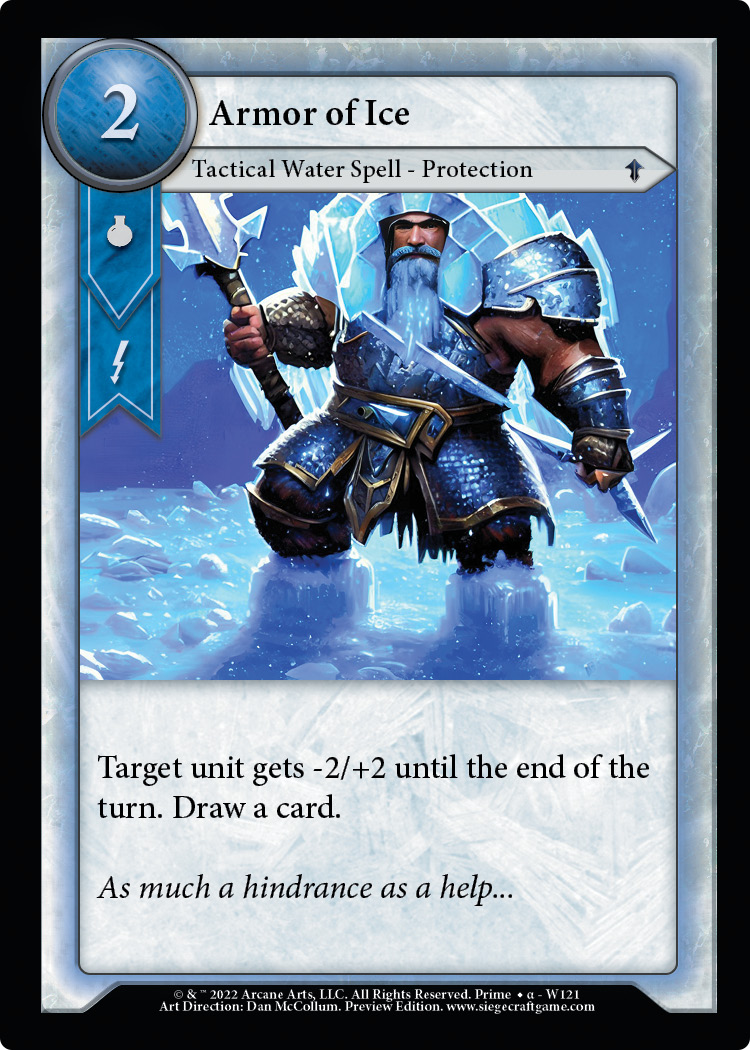 2
Armor of Ice
Tactical Water Spell - Protection
Target unit gets -2/+2 until the end of the
turn. Draw a card.
As much a hindrance as a help...
© & ™ 2022 Arcane Arts, LLC. All Rights Reserved. Prime ⬥ α - W121
Art Direction: Dan McCollum. Preview Edition. www.siegecraftgame.com